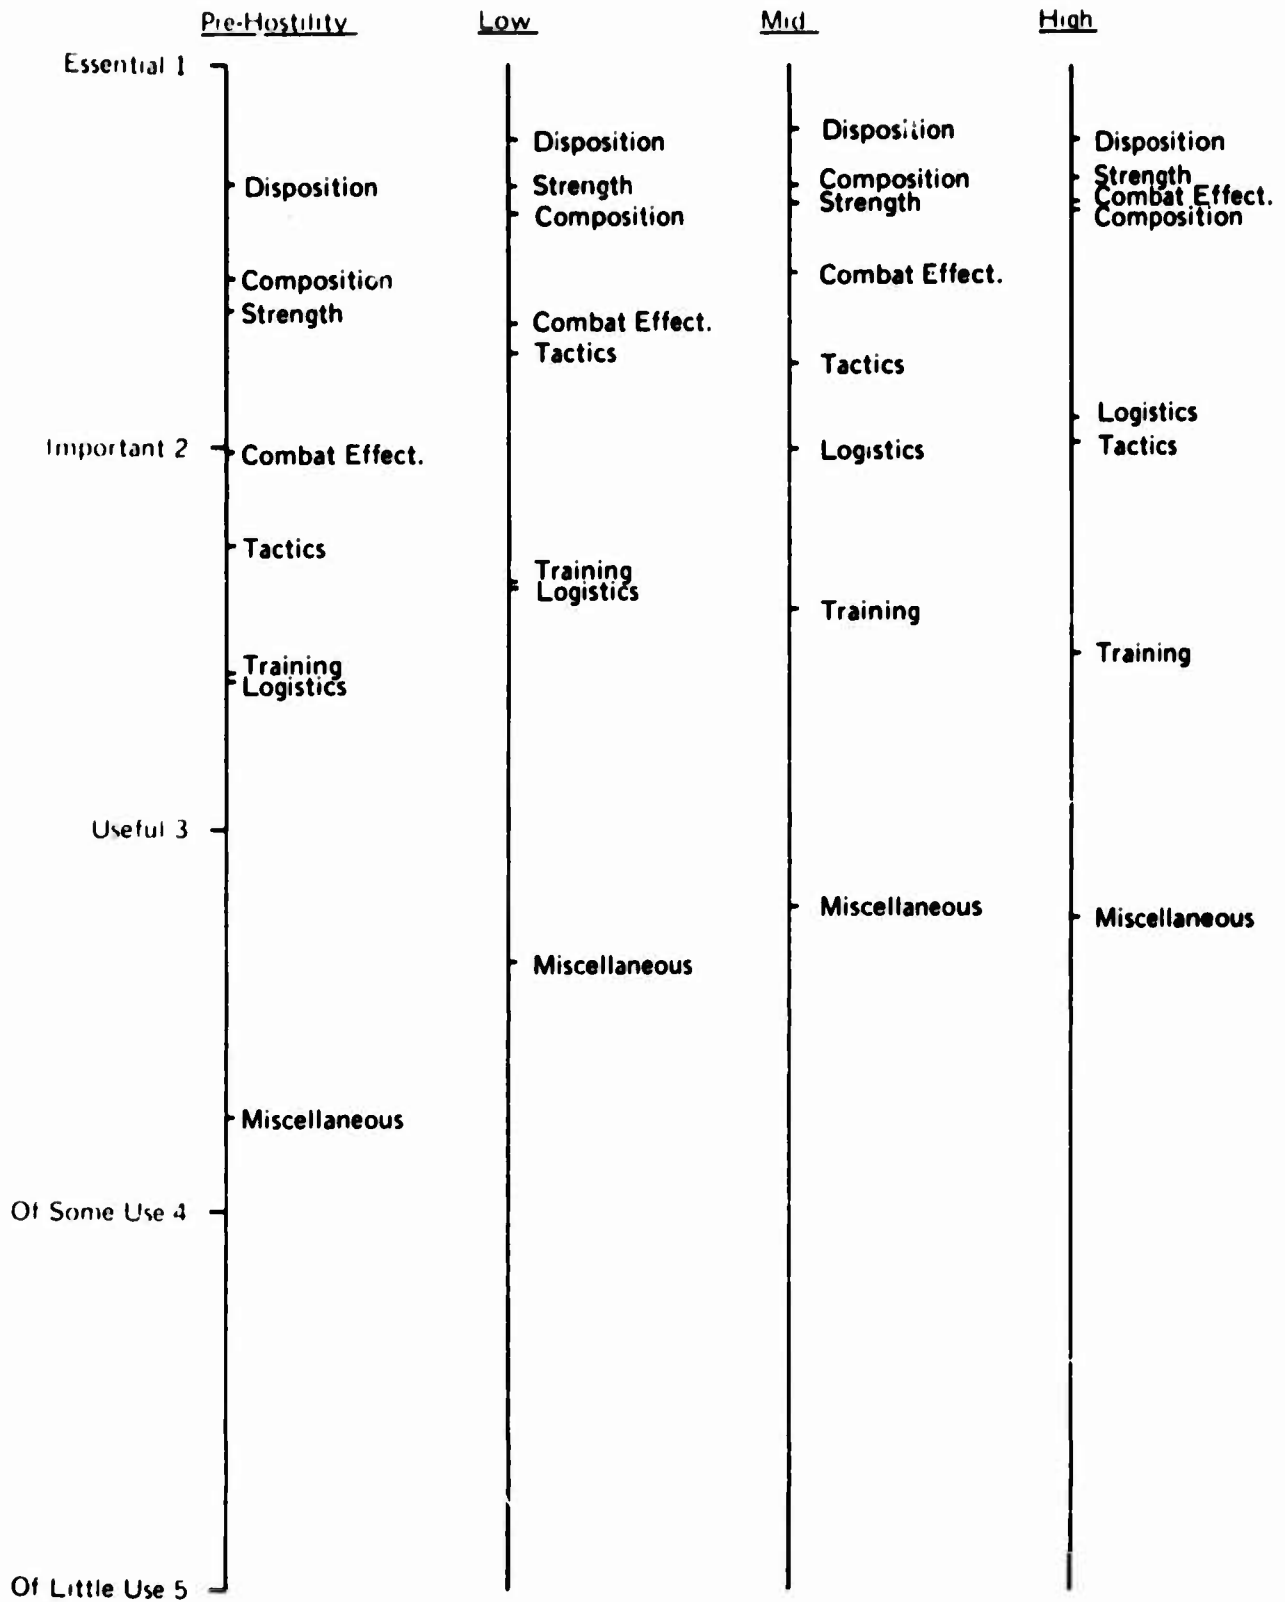 Pre-Hostility Low Mid High
Essential 1
Disposition
Disposition
Disposition
Disposition
Composition
Strength
Strength
Strength
Combat Effect.
Composition
Composition
Composition
Strength
Combat Effect.
Combat Effect.
Tactics
Tactics
Logistics
Important 2
Combat Effect.
Logistics
Tactics
Tactics
Training
Logistics
Training
Training
Training
Logistics
Useful 3
Miscellaneous
Miscellaneous
Miscellaneous
Miscellaneous
Of Some Use 4
Of Little Use 5